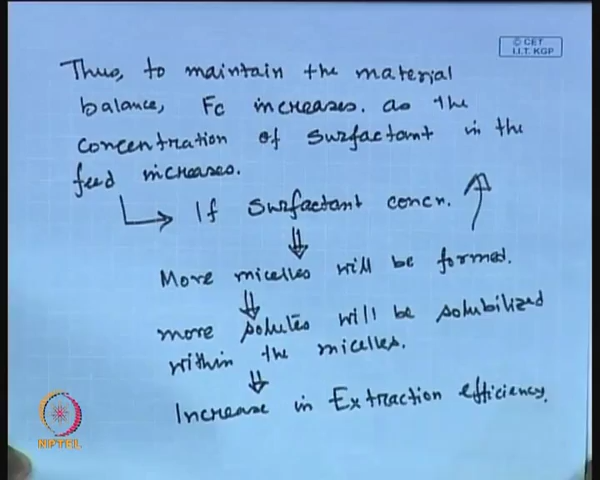 © CET
I.I.T. KGP
Thus, to maintain the material
balance, Fc increases. as the
concentration of surfactant in the
feed increases.
If surfactant concn. ↑
⇓
More micelles will be formed.
⇓
more solutes will be solubilized
within the micelles.
⇓
Increase in Extraction efficiency.
NPTEL